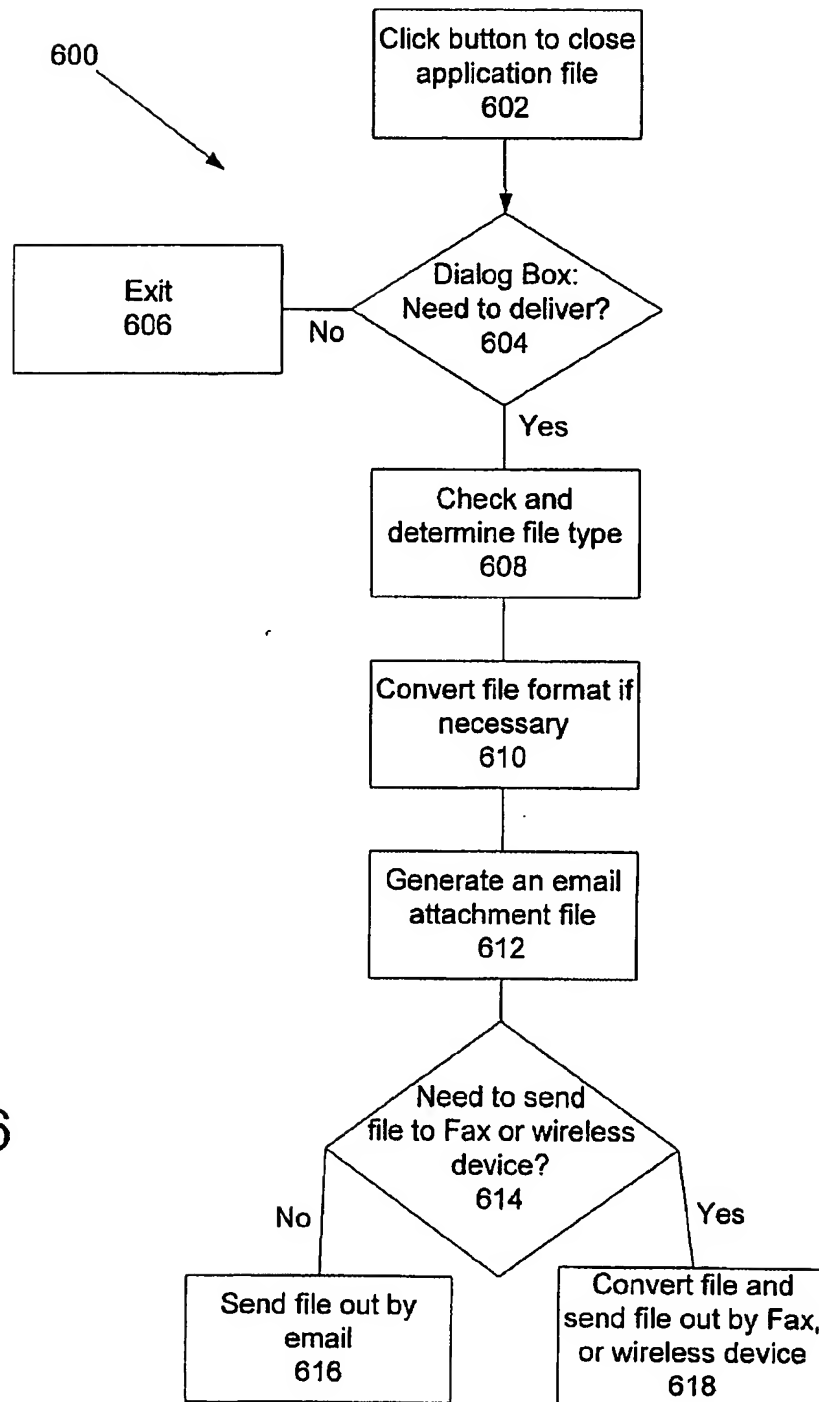 Click button to close
application file
602
600
Dialog Box:
Need to deliver?
604
Exit
606
No
Yes
Check and
determine file type
608
Convert file format if
necessary
610
Generate an email
attachment file
612
Need to send
file to Fax or wireless
device?
614
6
No
Yes
Send file out by
email
616
Convert file and
send file out by Fax,
or wireless device
618